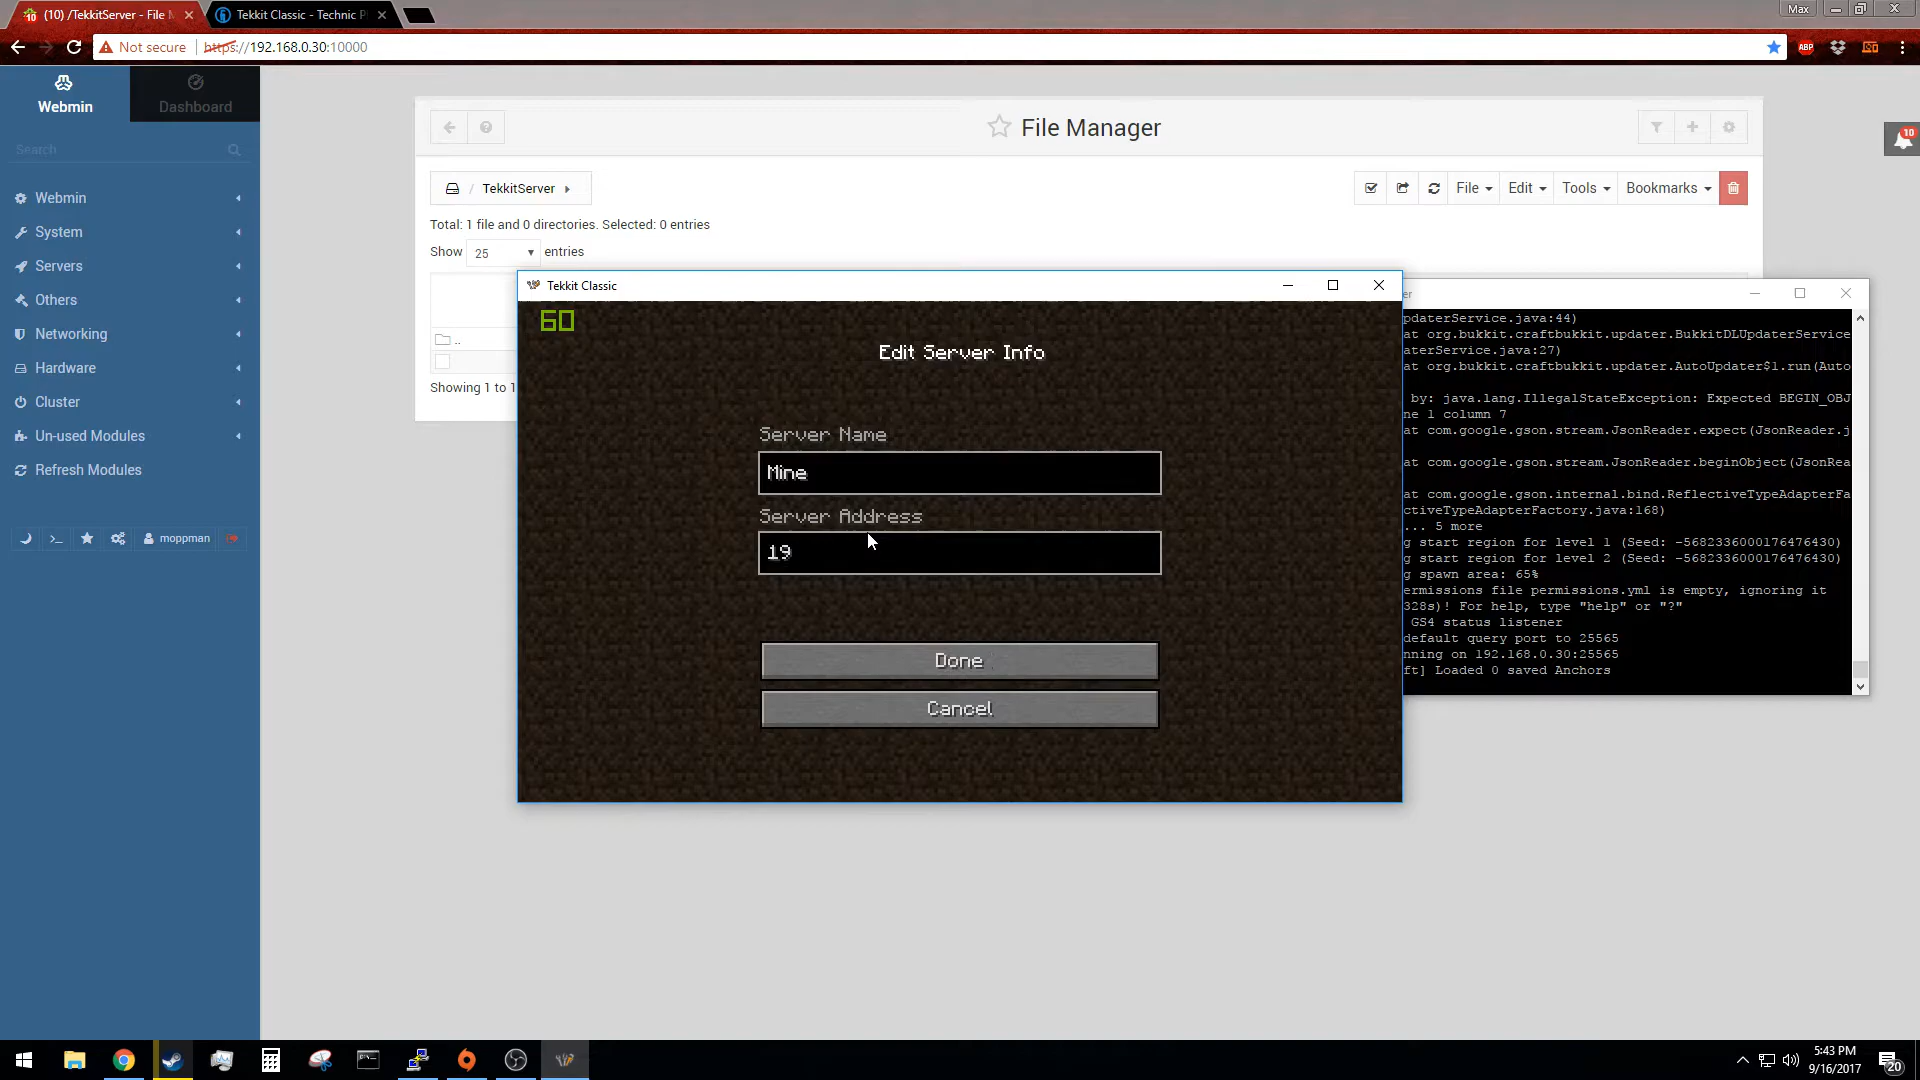 (10) /TekkitServer - File M
Tekkit Classic - Technic P
Max
Not secure
https://192.168.0.30:10000
ABP
Webmin
Dashboard
Search
Webmin
System
Servers
Others
Networking
Hardware
Cluster
Un-used Modules
Refresh Modules
moppman
File Manager
10
/ TekkitServer
File
Edit
Tools
Bookmarks
Total: 1 file and 0 directories. Selected: 0 entries
Show 25 entries
..
Showing 1 to 1
Tekkit Classic
60
Edit Server Info
Server Name
Mine
Server Address
19
Done
Cancel
er
pdaterService.java:44)
at org.bukkit.craftbukkit.updater.BukkitDLUpdaterService
aterService.java:27)
at org.bukkit.craftbukkit.updater.AutoUpdater$1.run(Auto
by: java.lang.IllegalStateException: Expected BEGIN_OBJ
ne 1 column 7
at com.google.gson.stream.JsonReader.expect(JsonReader.j
at com.google.gson.stream.JsonReader.beginObject(JsonRea
at com.google.gson.internal.bind.ReflectiveTypeAdapterFa
ctiveTypeAdapterFactory.java:168)
... 5 more
g start region for level 1 (Seed: -5682336000176476430)
g start region for level 2 (Seed: -5682336000176476430)
g spawn area: 65%
ermissions file permissions.yml is empty, ignoring it
328s)! For help, type "help" or "?"
GS4 status listener
default query port to 25565
nning on 192.168.0.30:25565
ft] Loaded 0 saved Anchors
5:43 PM
9/16/2017
20